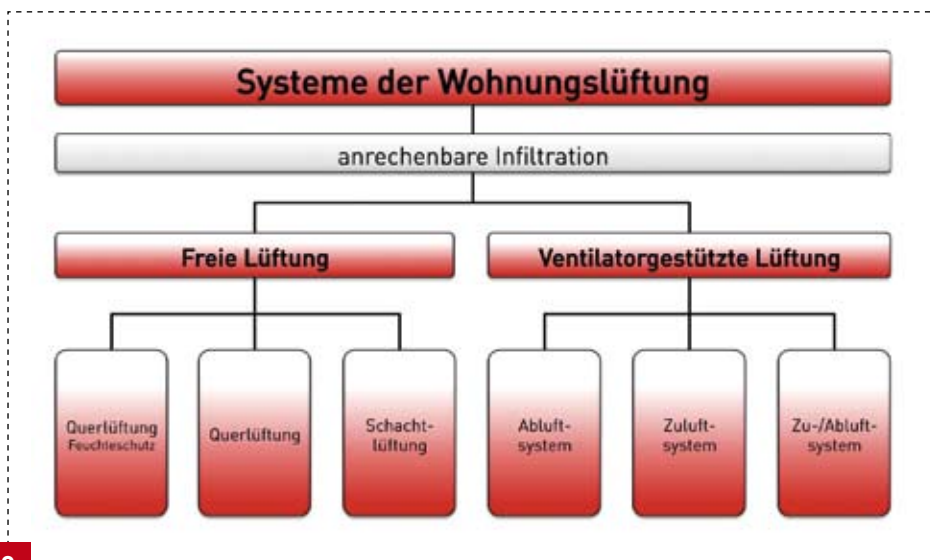 Systeme der Wohnungslüftung
anrechenbare Infiltration
Freie Lüftung
Ventilatorgestützte Lüftung
Querlüftung
Feuchteschutz
Querlüftung
Schacht-
lüftung
Abluft-
system
Zuluft-
system
Zu-/Abluft-
system